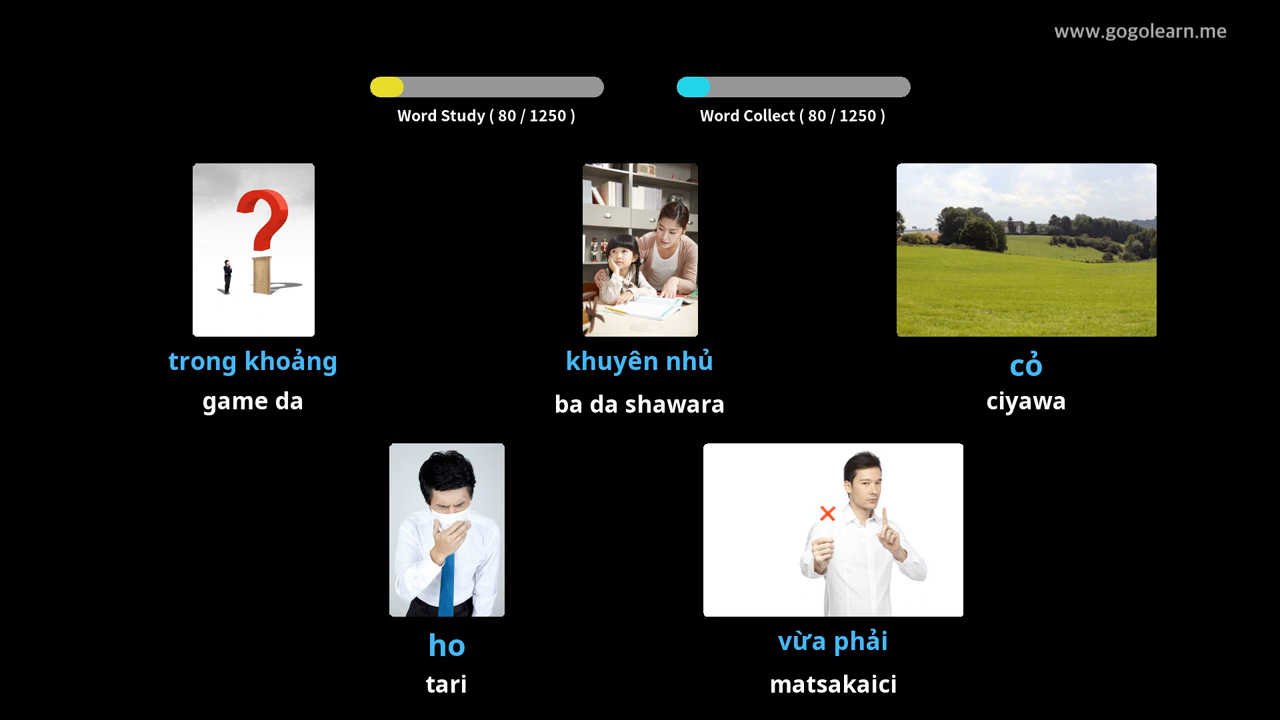 www.gogolearn.me
Word Study ( 80 / 1250 )
Word Collect ( 80 / 1250 )
trong khoảng
game da
khuyên nhủ
ba da shawara
cỏ
ciyawa
ho
tari
vừa phải
matsakaici